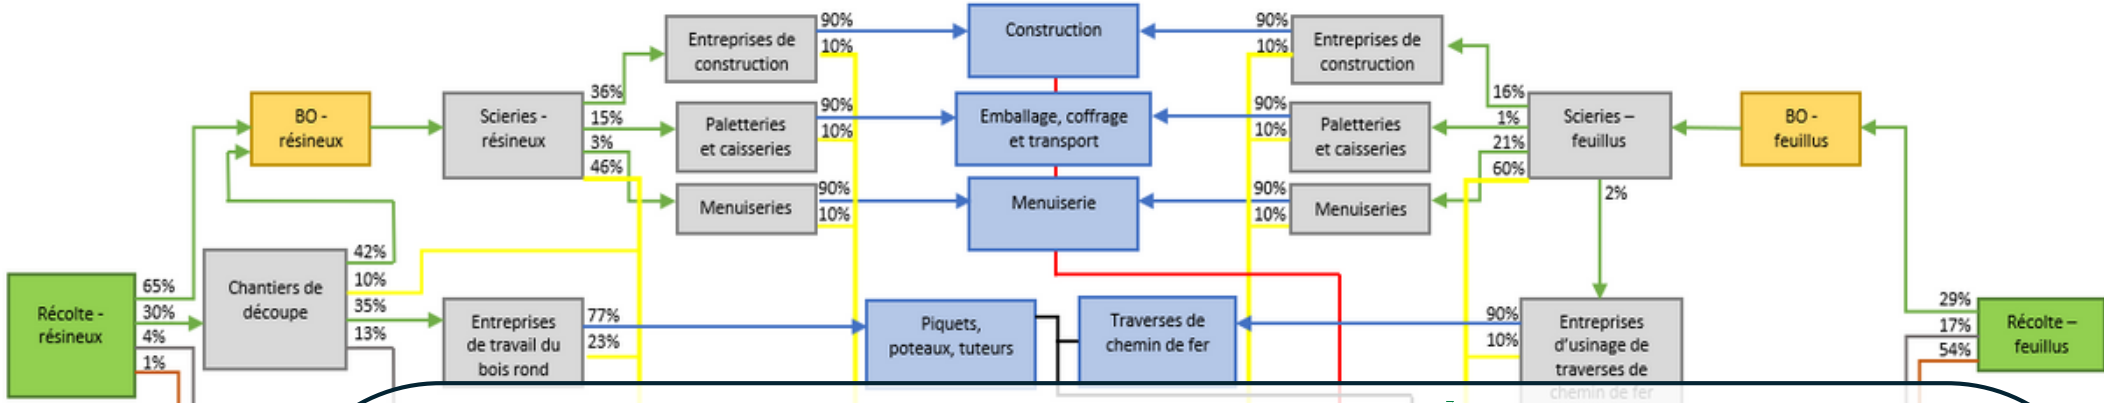 Entreprises de
construction
90%
10%
Construction
90%
10%
Entreprises de
construction
BO -
résineux
Scieries -
résineux
36%
15%
3%
46%
Paletteries
et caisseries
90%
10%
Emballage, coffrage
et transport
90%
10%
Paletteries
et caisseries
16%
1%
21%
60%
Scieries –
feuillus
2%
BO -
feuillus
Menuiseries
90%
10%
Menuiserie
90%
10%
Menuiseries
Récolte -
résineux
65%
30%
4%
1%
Chantiers de
découpe
42%
10%
35%
13%
Entreprises
de travail du
bois rond
77%
23%
Piquets,
poteaux, tuteurs
Traverses de
chemin de fer
90%
10%
Entreprises
d'usinage de
traverses de
chemin de fer
29%
17%
54%
Récolte –
feuillus